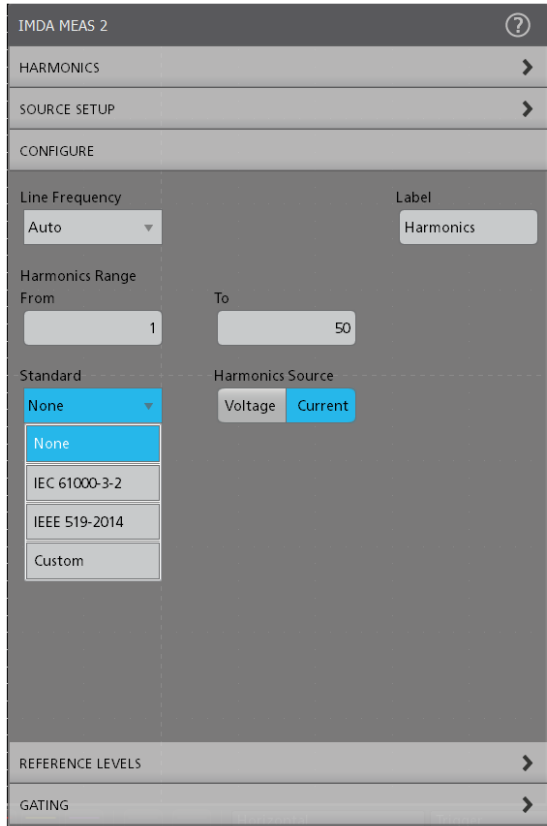 IMDA MEAS 2 ?
HARMONICS
SOURCE SETUP
CONFIGURE
Line Frequency Label
Auto Harmonics
Harmonics Range
From To
1 50
Standard Harmonics Source
None Voltage Current
None
IEC 61000-3-2
IEEE 519-2014
Custom
REFERENCE LEVELS
GATING
Horizontal